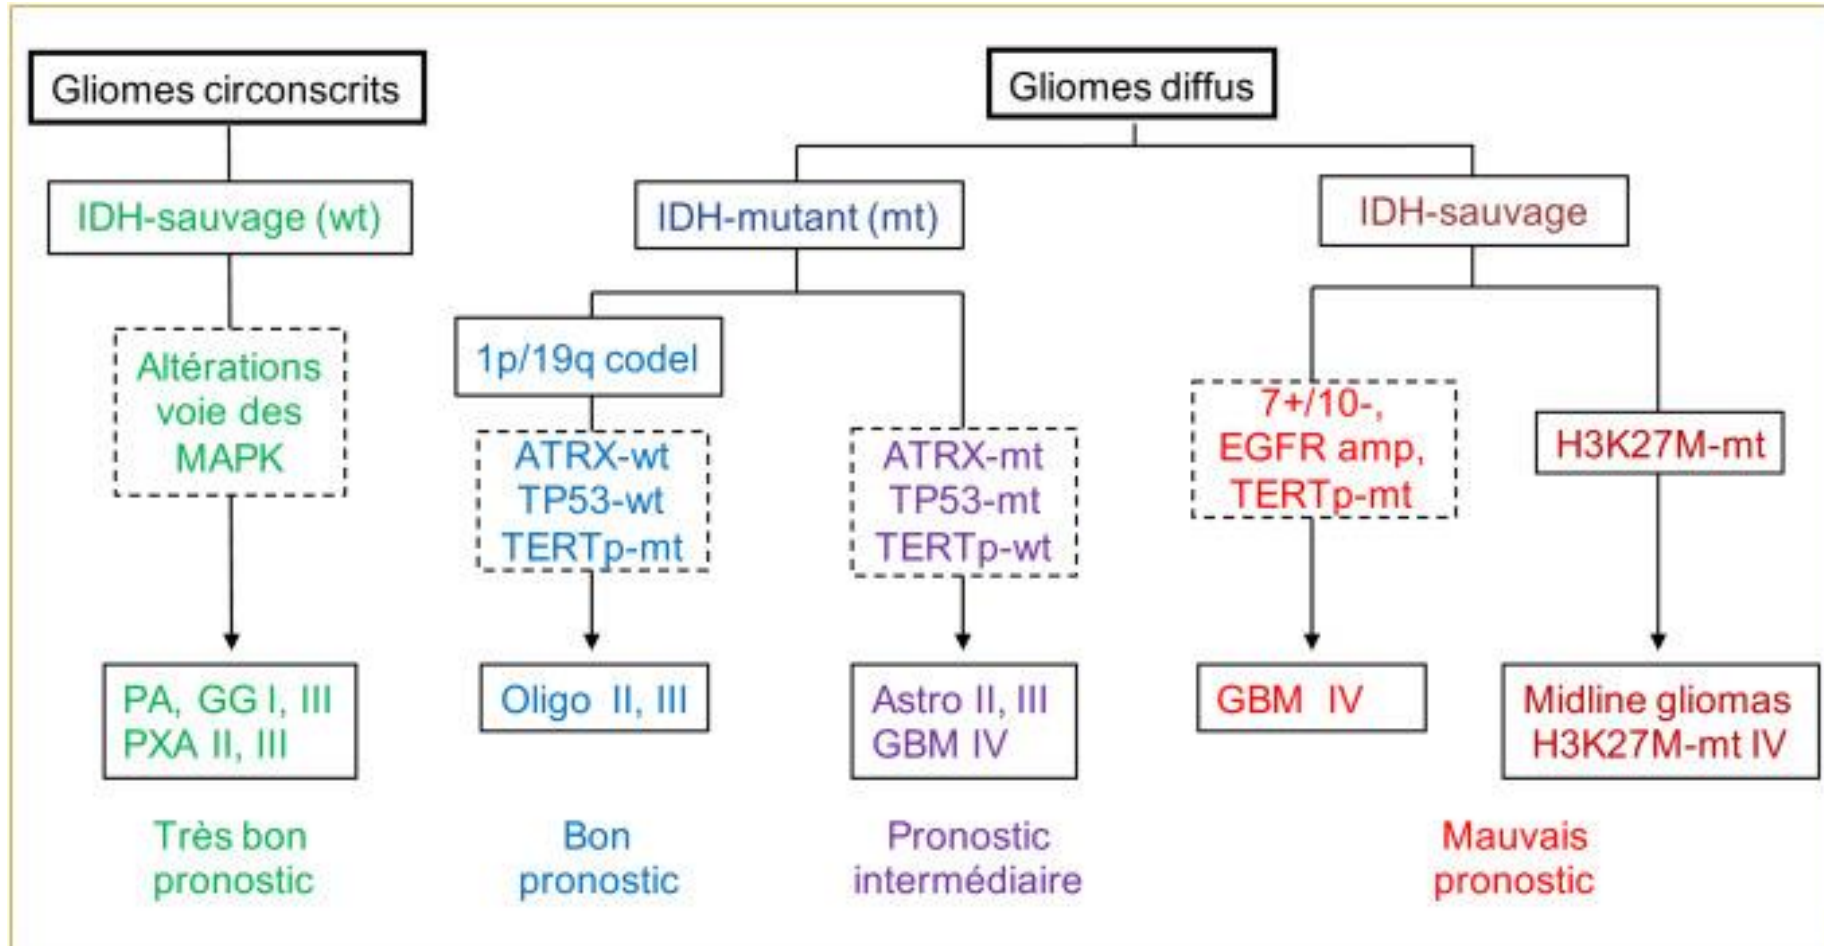 Gliomes circonscrits
Gliomes diffus
IDH-sauvage (wt)
IDH-mutant (mt)
IDH-sauvage
Altérations
voie des
MAPK
1p/19q codel
ATRX-wt
TP53-wt
TERTp-mt
ATRX-mt
TP53-mt
TERTp-wt
7+/10-,
EGFR amp,
TERTp-mt
H3K27M-mt
PA, GG I, III
PXA II, III
Oligo II, III
Astro II, III
GBM IV
GBM IV
Midline gliomas
H3K27M-mt IV
Très bon
pronostic
Bon
pronostic
Pronostic
intermédiaire
Mauvais
pronostic